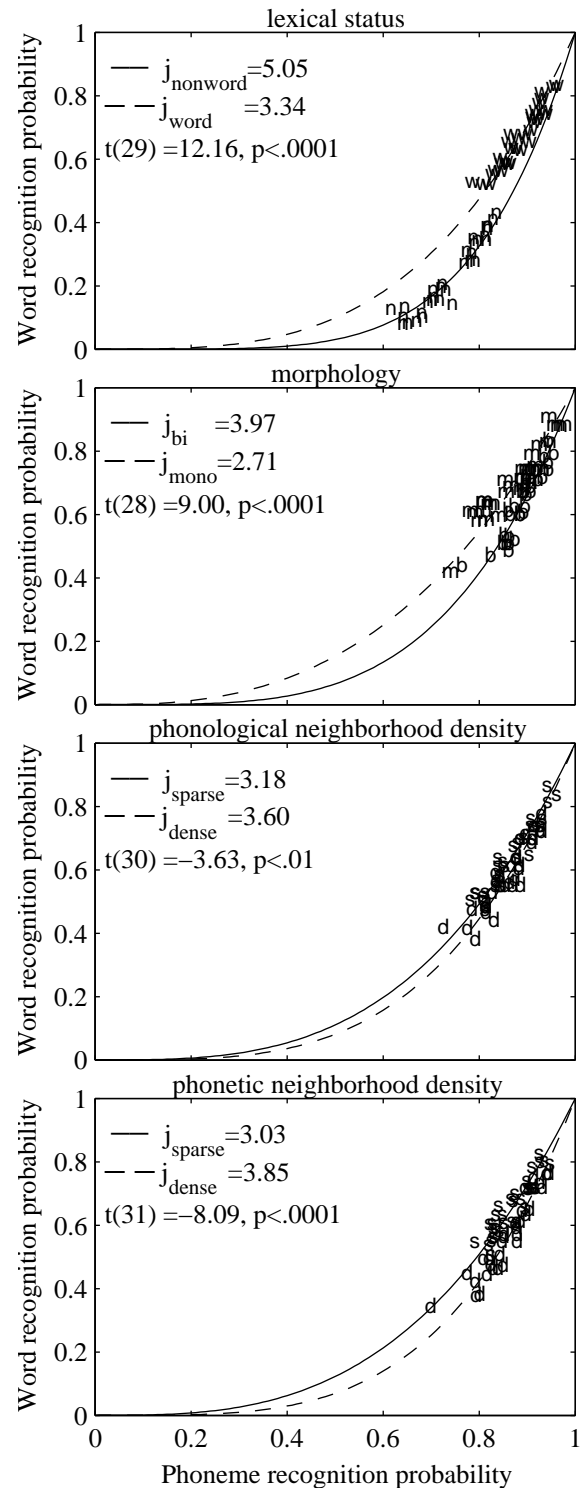 lexical status
1
0.8
0.6
0.4
0.2
0
Word recognition probability
j_nonword=5.05
j_word =3.34
t(29) =12.16, p<.0001
morphology
1
0.8
0.6
0.4
0.2
0
Word recognition probability
j_bi =3.97
j_mono=2.71
t(28) =9.00, p<.0001
phonological neighborhood density
1
0.8
0.6
0.4
0.2
0
Word recognition probability
j_sparse=3.18
j_dense =3.60
t(30) =−3.63, p<.01
phonetic neighborhood density
1
0.8
0.6
0.4
0.2
0
Word recognition probability
j_sparse=3.03
j_dense =3.85
t(31) =−8.09, p<.0001
0 0.2 0.4 0.6 0.8 1
Phoneme recognition probability